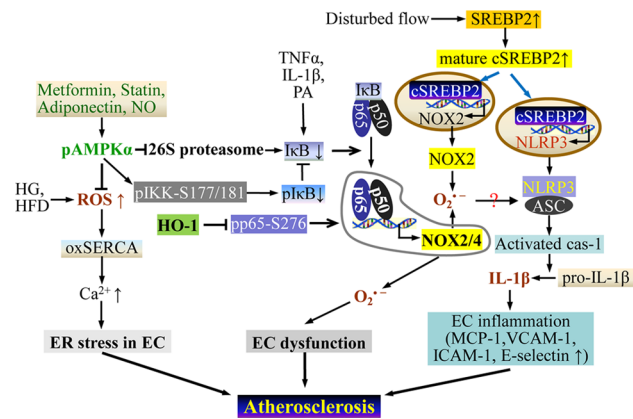 Disturbed flow
SREBP2↑
mature cSREBP2↑
TNFα,
IL-1β,
PA
Metformin, Statin,
Adiponectin, NO
IκB
p65
p50
cSREBP2
NOX2
cSREBP2
NLRP3
pAMPKα
26S proteasome
IκB↓
NOX2
HG,
HFD
ROS ↑
pIKK-S177/181
pIκB↓
p65
p50
O₂•−
?
NLRP3
ASC
HO-1
pp65-S276
NOX2/4
oxSERCA
Activated cas-1
Ca²⁺↑
O₂•−
IL-1β
pro-IL-1β
ER stress in EC
EC dysfunction
EC inflammation
(MCP-1,VCAM-1,
ICAM-1, E-selectin ↑)
Atherosclerosis